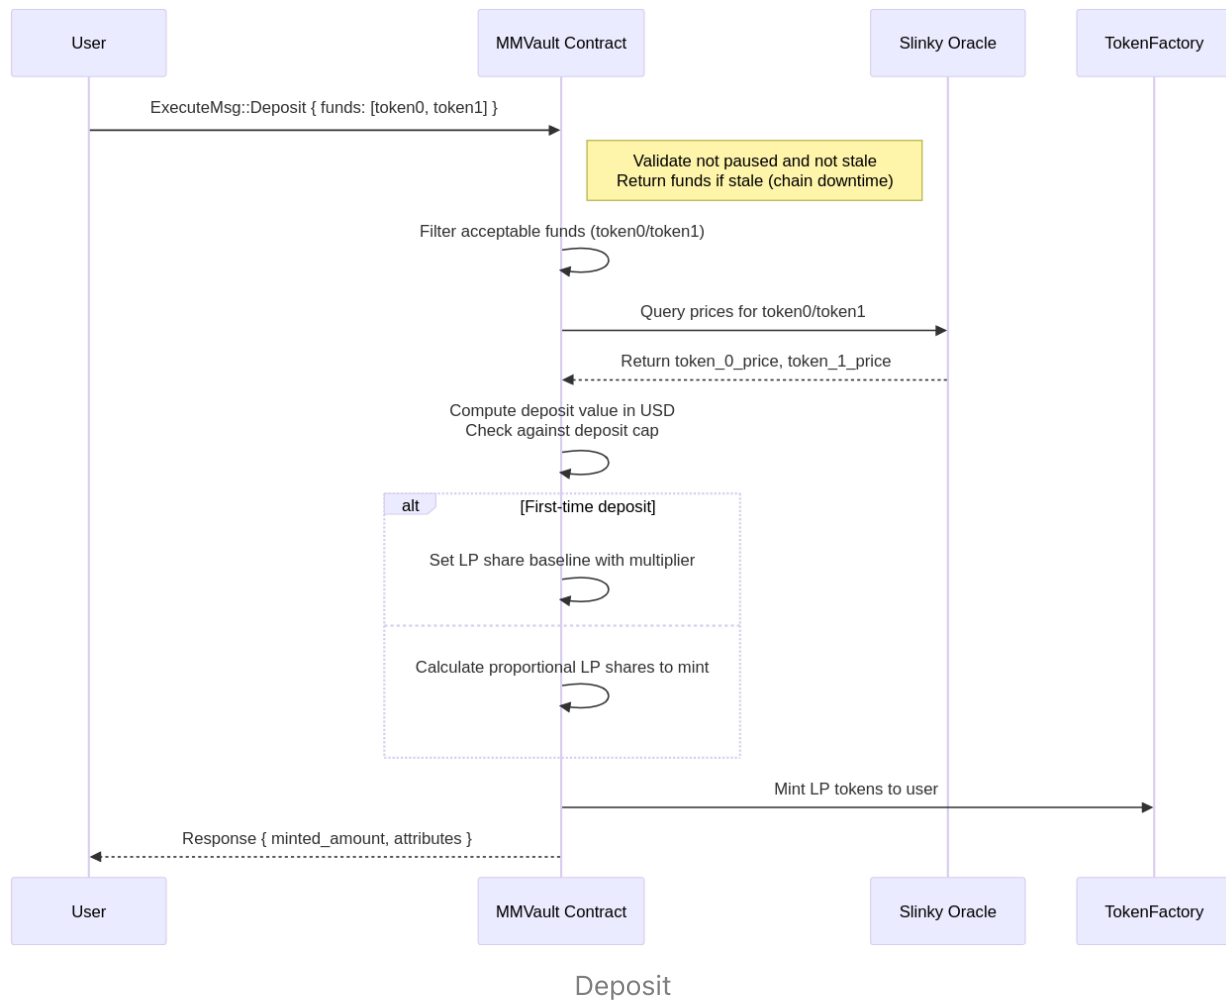 User
MMVault Contract
Slinky Oracle
TokenFactory
ExecuteMsg::Deposit { funds: [token0, token1] }
Validate not paused and not stale
Return funds if stale (chain downtime)
Filter acceptable funds (token0/token1)
Query prices for token0/token1
Return token_0_price, token_1_price
Compute deposit value in USD
Check against deposit cap
alt
[First-time deposit]
Set LP share baseline with multiplier
Calculate proportional LP shares to mint
Mint LP tokens to user
Response { minted_amount, attributes }
User
MMVault Contract
Slinky Oracle
TokenFactory
Deposit